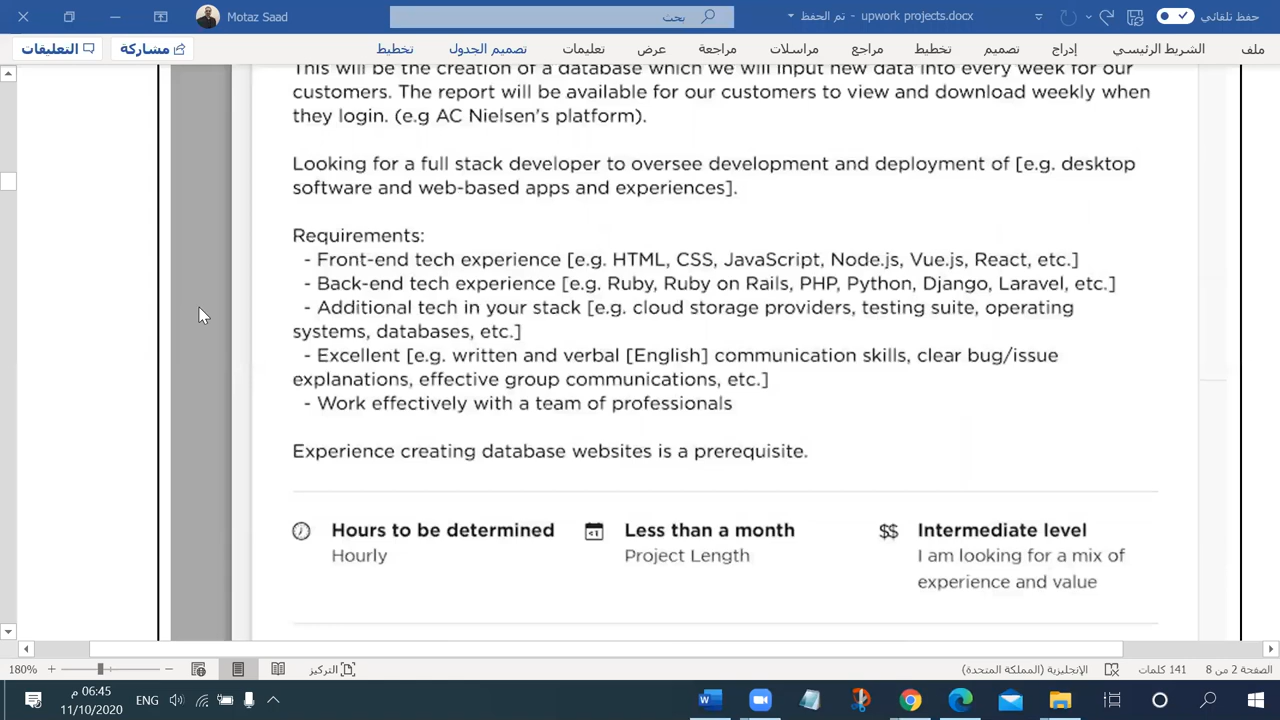 Motaz Saad
بحث
upwork projects.docx - تم الحفظ
حفظ تلقائي
ملف
الشريط الرئيسي
إدراج
تصميم
تخطيط
مراجع
مراسلات
مراجعة
عرض
تعليمات
تصميم الجدول
تخطيط
مشاركة
التعليقات
This will be the creation of a database which we will input new data into every week for our
customers. The report will be available for our customers to view and download weekly when
they login. (e.g AC Nielsen's platform).
Looking for a full stack developer to oversee development and deployment of [e.g. desktop
software and web-based apps and experiences].
Requirements:
- Front-end tech experience [e.g. HTML, CSS, JavaScript, Node.js, Vue.js, React, etc.]
- Back-end tech experience [e.g. Ruby, Ruby on Rails, PHP, Python, Django, Laravel, etc.]
- Additional tech in your stack [e.g. cloud storage providers, testing suite, operating
systems, databases, etc.]
- Excellent [e.g. written and verbal [English] communication skills, clear bug/issue
explanations, effective group communications, etc.]
- Work effectively with a team of professionals
Experience creating database websites is a prerequisite.
Hours to be determined
Hourly
Less than a month
Project Length
$$
Intermediate level
I am looking for a mix of
experience and value
الصفحة 2 من 8
141 كلمات
الإنجليزية (المملكة المتحدة)
التركيز
180%
06:45 م
11/10/2020
ENG